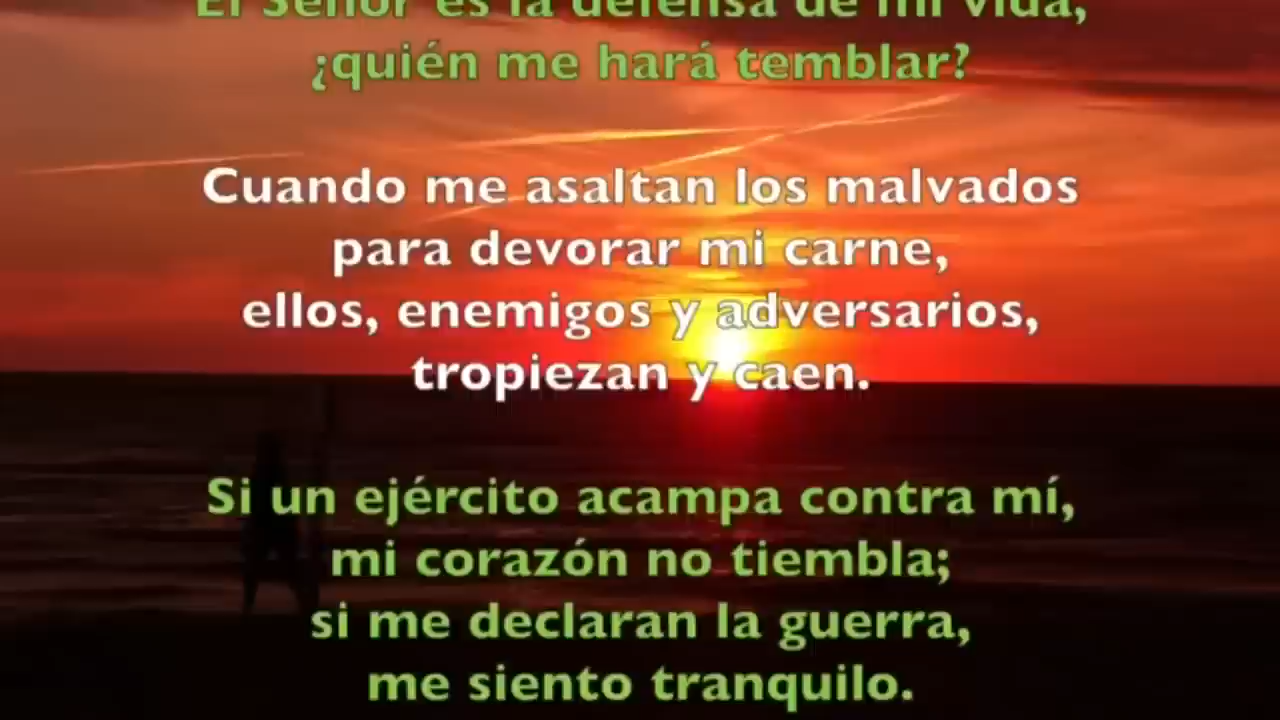 El Señor es la defensa de mi vida,
¿quién me hará temblar?
Cuando me asaltan los malvados
para devorar mi carne,
ellos, enemigos y adversarios,
tropiezan y caen.
Si un ejército acampa contra mí,
mi corazón no tiembla;
si me declaran la guerra,
me siento tranquilo.